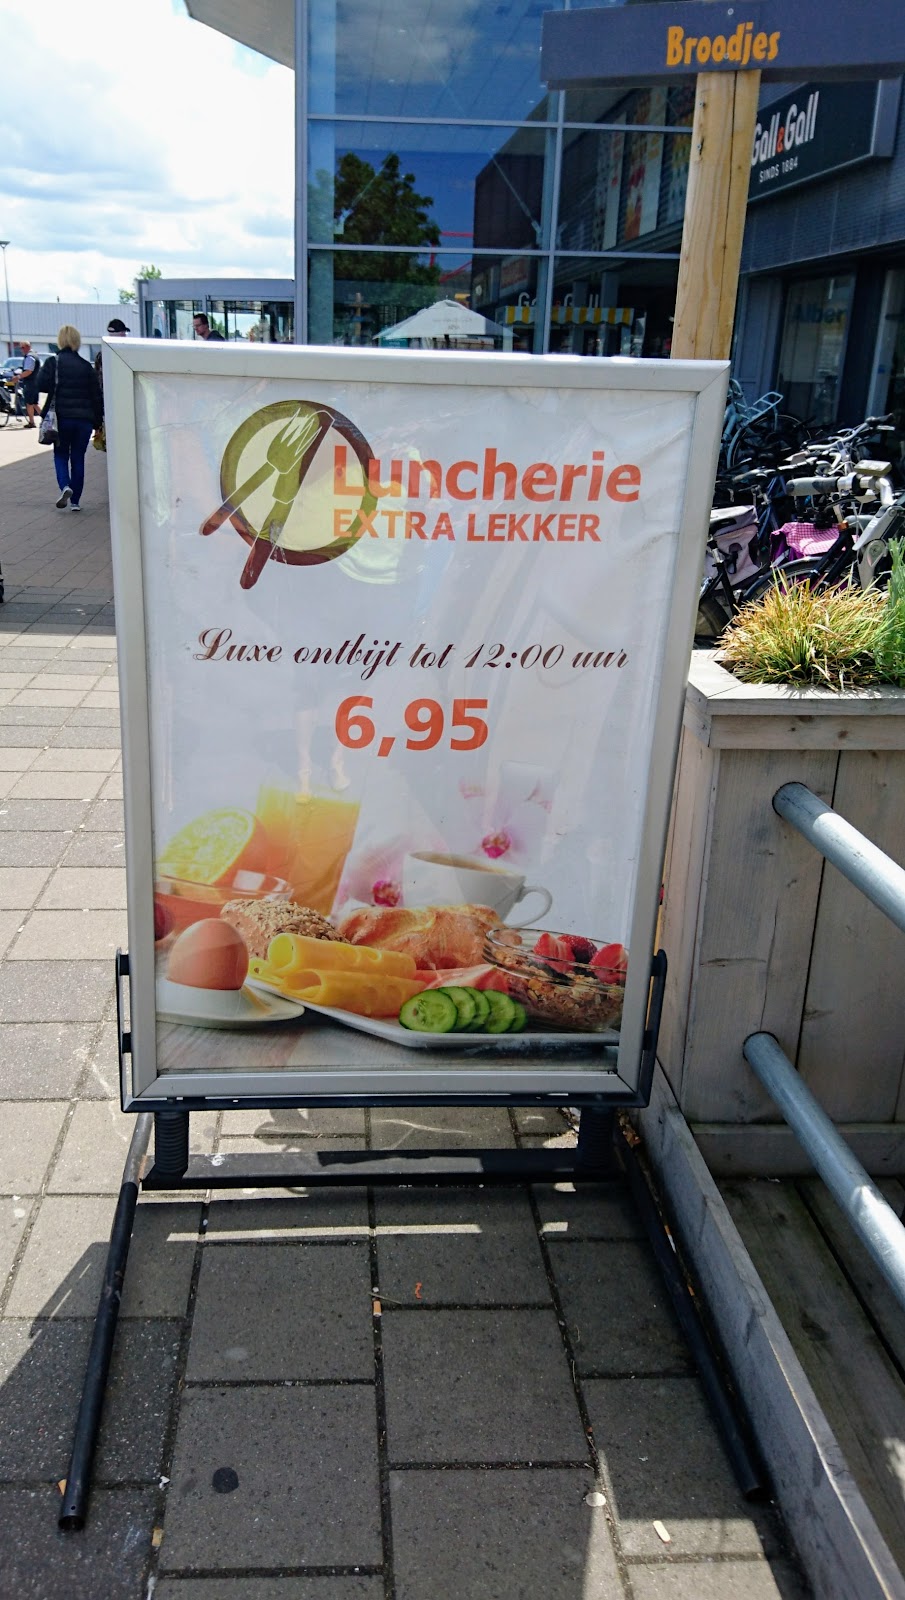 Broodjes
Gall&Gall
SINDS 1884
Luncherie
EXTRA LEKKER
Luxe ontbijt tot 12:00 uur
6,95